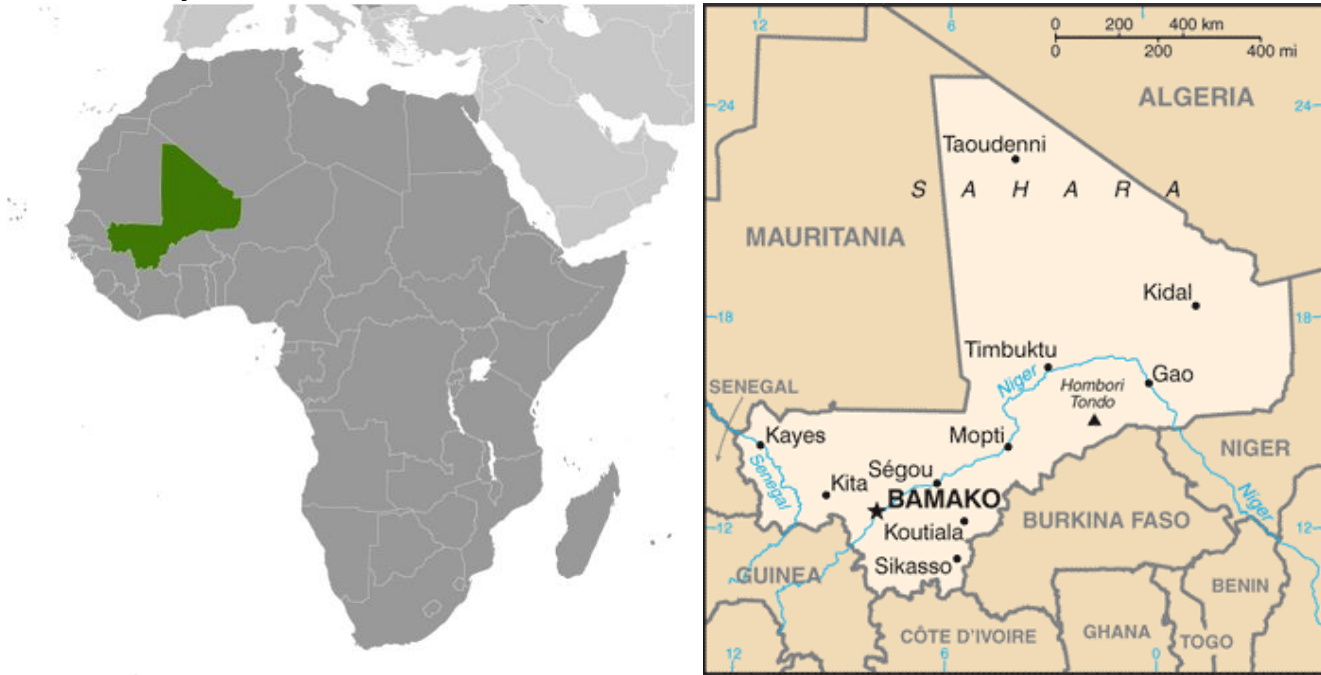 12
6
0
200
400 km
0
200
400 mi
24
ALGERIA
24
Taoudenni
S A H A R A
MAURITANIA
Kidal
18
18
Timbuktu
Niger
Gao
Hombori
Tondo
SENEGAL
Kayes
Mopti
NIGER
Senegal
Ségou
Kita
BAMAKO
Niger
12
Koutiala
BURKINA FASO
12
Sikasso
GUINEA
BENIN
CÔTE D'IVOIRE
GHANA
TOGO
12
6
0